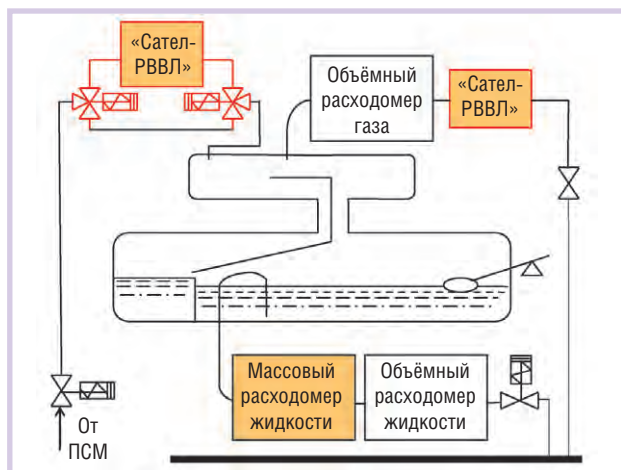 «Сател-
РВВЛ»
Объёмный
расходомер
газа
«Сател-
РВВЛ»
Массовый
расходомер
жидкости
Объёмный
расходомер
жидкости
От
ПСМ